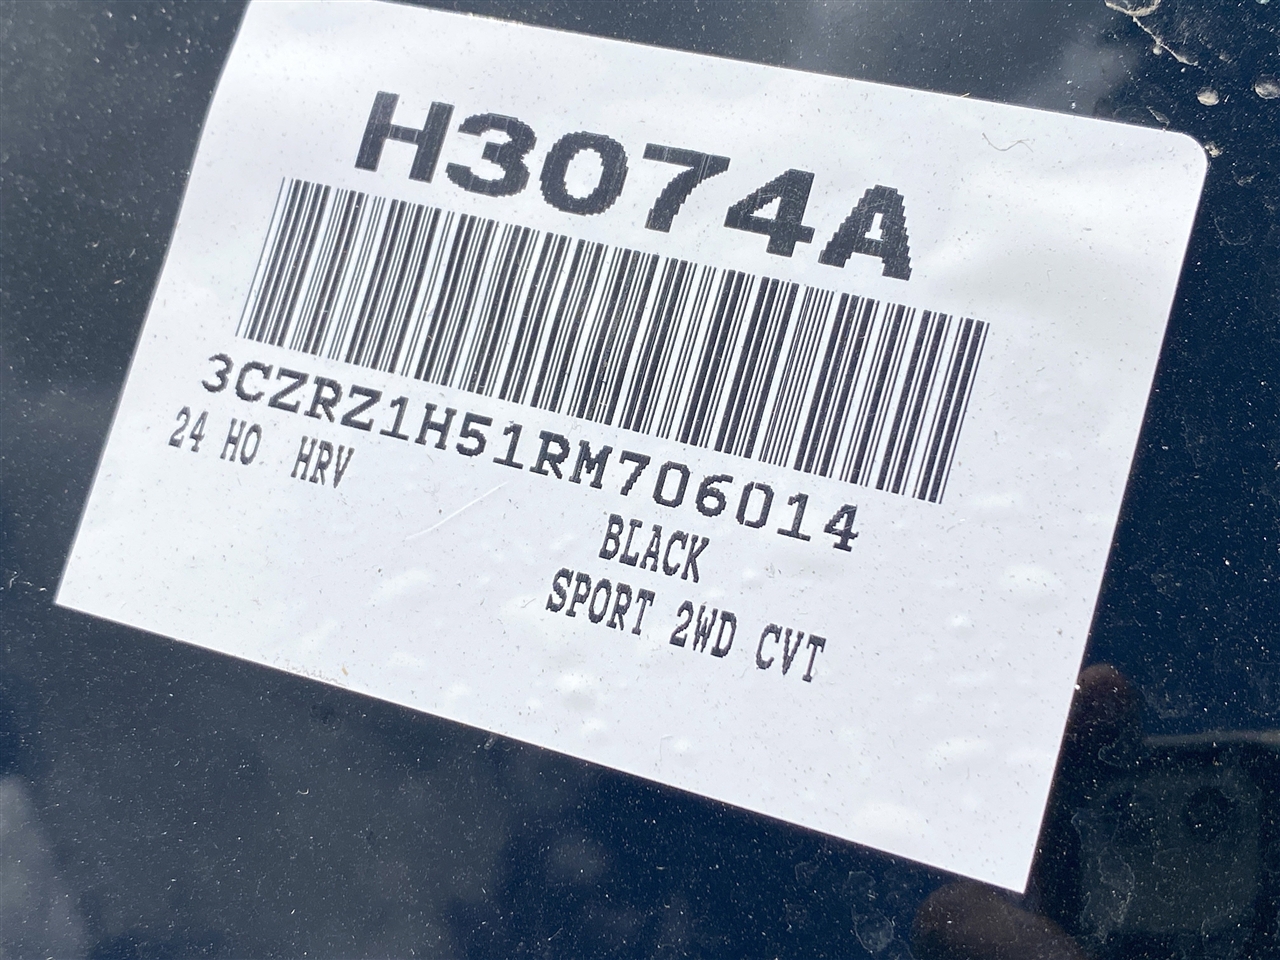 H3074A
3CZRZ1H51RM706014
24 HO HRV
BLACK
SPORT 2WD CVT